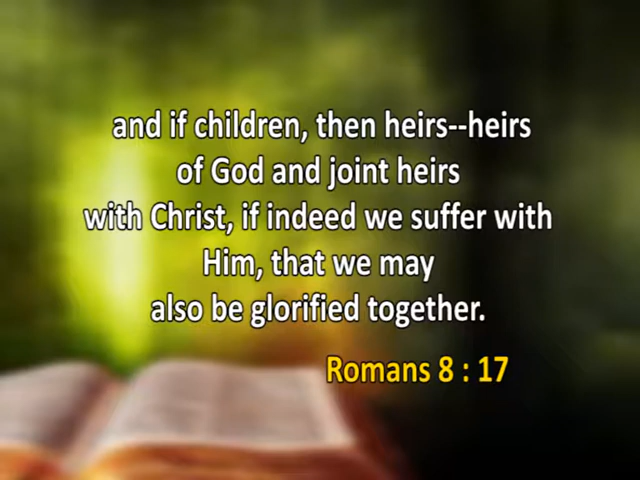 and if children, then heirs--heirs
of God and joint heirs
with Christ, if indeed we suffer with
Him, that we may
also be glorified together.
Romans 8 : 17